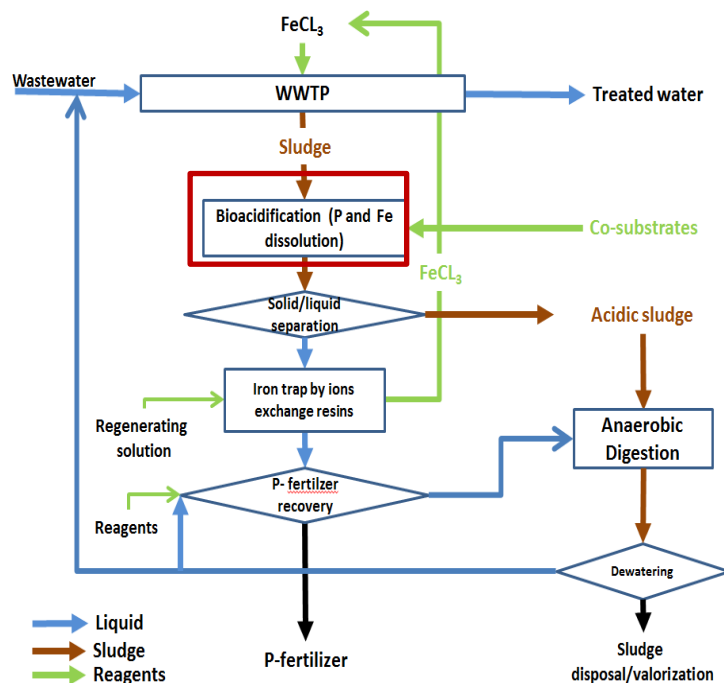 FeCL3
Wastewater
WWTP
Treated water
Sludge
Bioacidification (P and Fe
dissolution)
Co-substrates
FeCL3
Solid/liquid
separation
Acidic sludge
Iron trap by ions
exchange resins
Regenerating
solution
Anaerobic
Digestion
P- fertilzer
recovery
Reagents
Dewatering
Liquid
Sludge
Reagents
P-fertilizer
Sludge
disposal/valorization